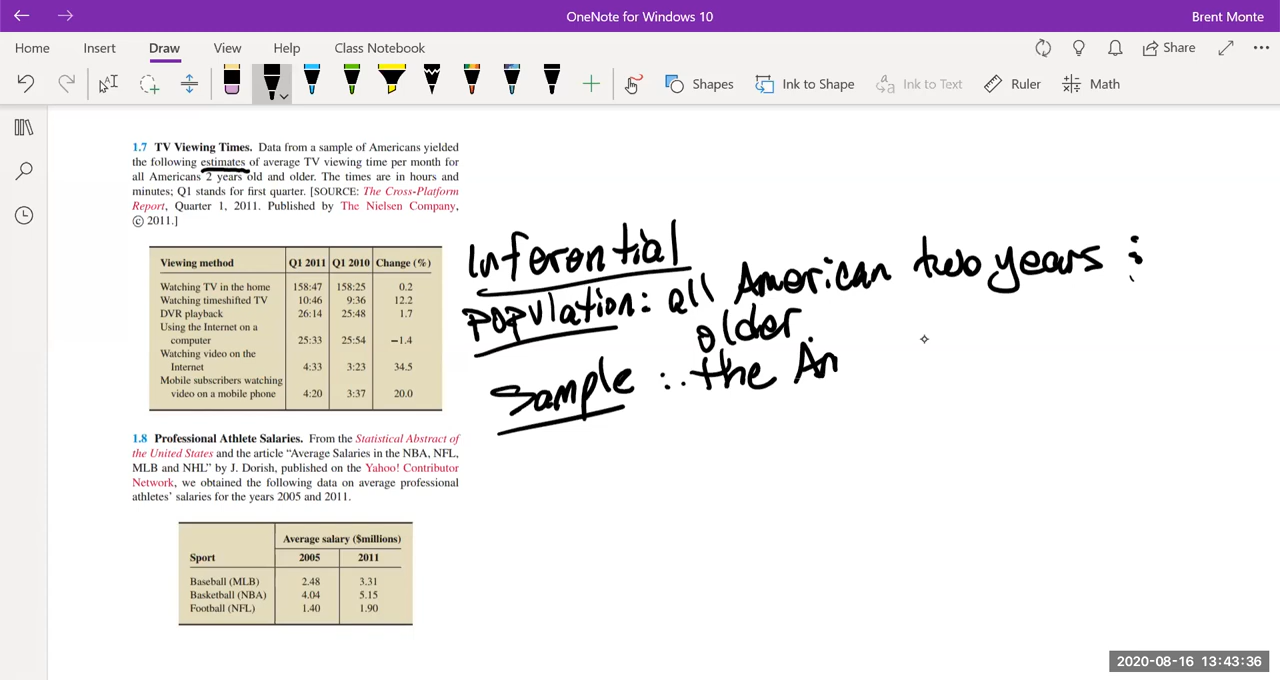 OneNote for Windows 10
Brent Monte
Home Insert Draw View Help Class Notebook
Share
Shapes Ink to Shape Ink to Text Ruler Math
1.7 TV Viewing Times. Data from a sample of Americans yielded
the following estimates of average TV viewing time per month for
all Americans 2 years old and older. The times are in hours and
minutes; Q1 stands for first quarter. [SOURCE: The Cross-Platform
Report, Quarter 1, 2011. Published by The Nielsen Company,
© 2011.]
Viewing method Q1 2011 Q1 2010 Change (%)
Watching TV in the home 158:47 158:25 0.2
Watching timeshifted TV 10:46 9:36 12.2
DVR playback 26:14 25:48 1.7
Using the Internet on a
computer 25:33 25:54 −1.4
Watching video on the
Internet 4:33 3:23 34.5
Mobile subscribers watching
video on a mobile phone 4:20 3:37 20.0
Inferential
Population: all American two years :
older
Sample : the Am
1.8 Professional Athlete Salaries. From the Statistical Abstract of
the United States and the article “Average Salaries in the NBA, NFL,
MLB and NHL” by J. Dorish, published on the Yahoo! Contributor
Network, we obtained the following data on average professional
athletes’ salaries for the years 2005 and 2011.
Average salary ($millions)
Sport 2005 2011
Baseball (MLB) 2.48 3.31
Basketball (NBA) 4.04 5.15
Football (NFL) 1.40 1.90
2020-08-16 13:43:36